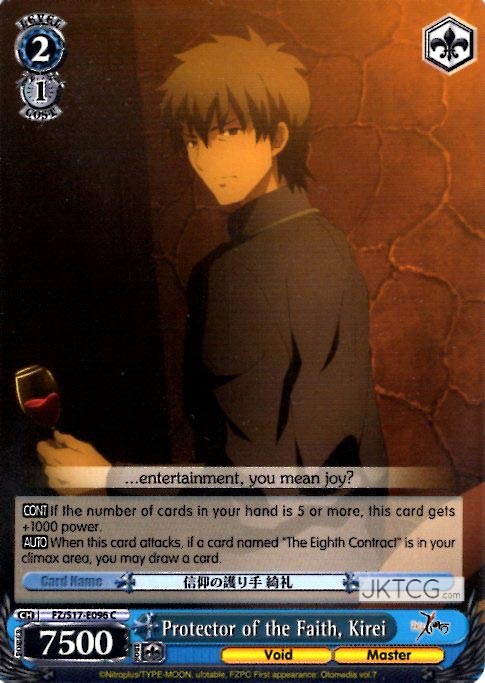 LEVEL
2
1
COST
...entertainment, you mean joy?
CONT If the number of cards in your hand is 5 or more, this card gets
+1000 power.
AUTO When this card attacks, if a card named "The Eighth Contract" is in your
climax area, you may draw a card.
Card Name
信仰の護り手 綺礼
JKTCG.com
CH
FZ/S17-E096 C
POWER
7500
SOUL
Protector of the Faith, Kirei
Void
Master
©Nitroplus/TYPE-MOON, ufotable, FZPC First appearance: Otomedia vol.7